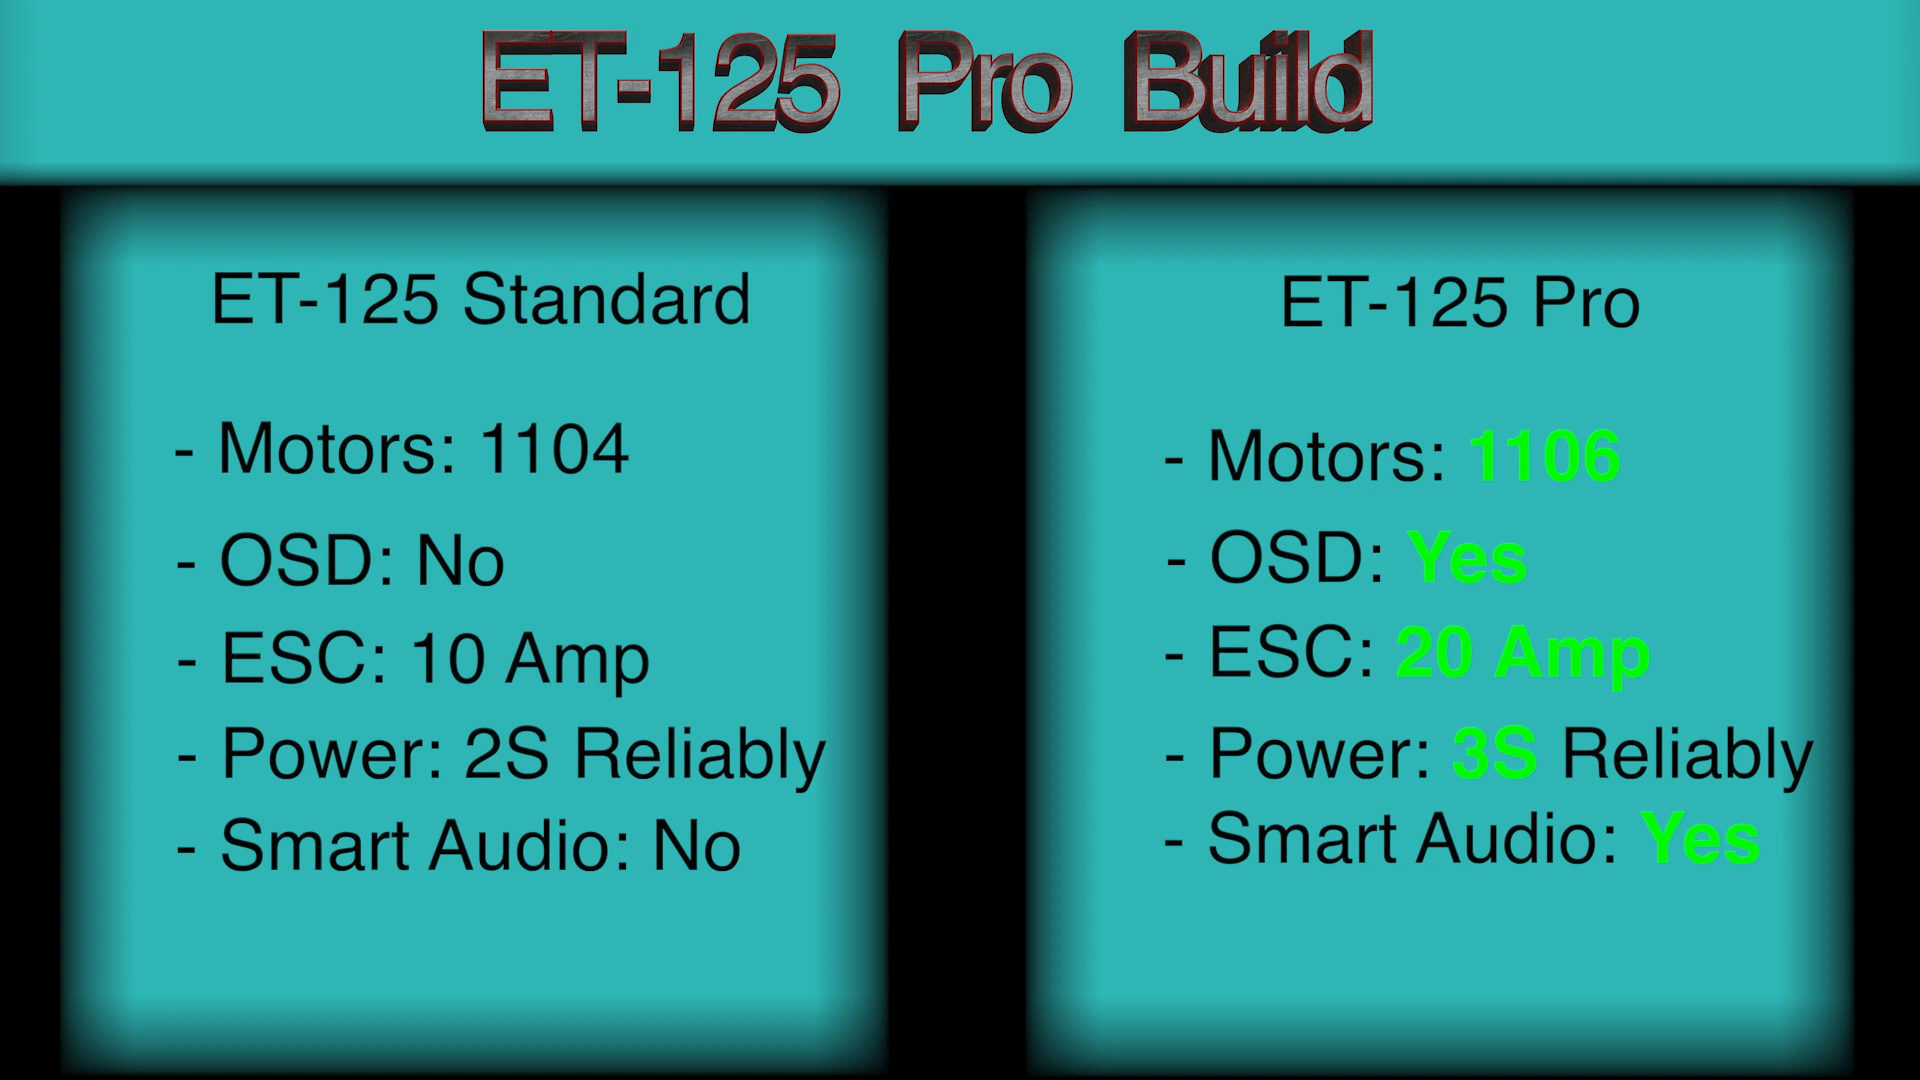 ET-125 Pro Build
ET-125 Standard
- Motors: 1104
- OSD: No
- ESC: 10 Amp
- Power: 2S Reliably
- Smart Audio: No
ET-125 Pro
- Motors: 1106
- OSD: Yes
- ESC: 20 Amp
- Power: 3S Reliably
- Smart Audio: Yes